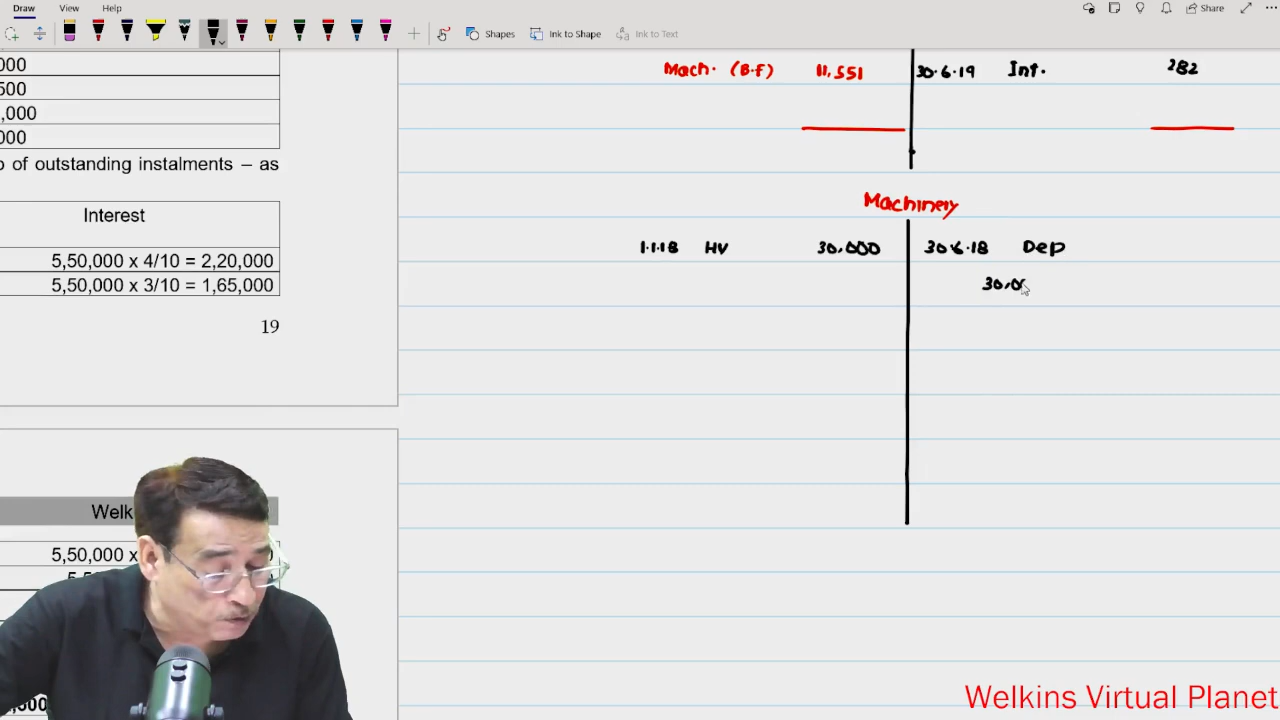 Draw View Help
Share
Shapes Ink to Shape Ink to Text
000
500
,000
000
o of outstanding instalments – as
Interest
5,50,000 x 4/10 = 2,20,000
5,50,000 x 3/10 = 1,65,000
19
Welk
5,50,000 x
Mach. (B.f) 11,551 30.6.19 Int. 282
Machinery
1.1.18 HV 30,000 30.6.18 Dep
30,0
Welkins Virtual Planet